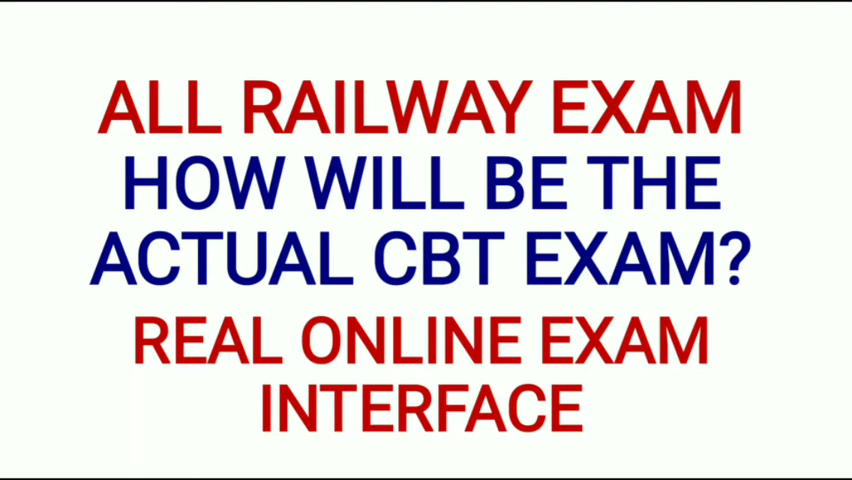 ALL RAILWAY EXAM
HOW WILL BE THE
ACTUAL CBT EXAM?
REAL ONLINE EXAM
INTERFACE